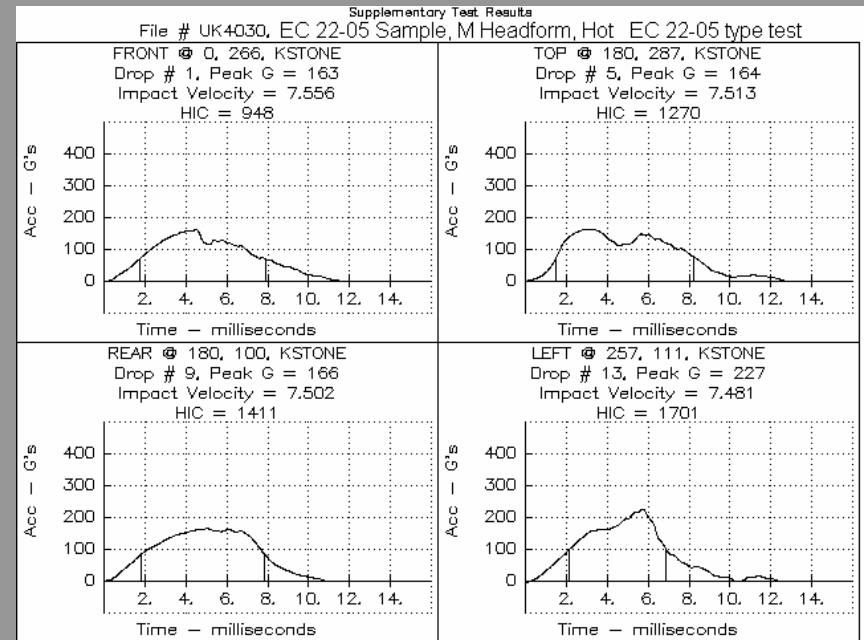 Supplementary Test Results
File # UK4030, EC 22-05 Sample, M Headform, Hot EC 22-05 type test
FRONT @ 0, 266, KSTONE
Drop # 1, Peak G = 163
Impact Velocity = 7.556
HIC = 948
Acc – G's
400
300
200
100
0
2. 4. 6. 8. 10. 12. 14.
Time – milliseconds
TOP @ 180, 287, KSTONE
Drop # 5, Peak G = 164
Impact Velocity = 7.513
HIC = 1270
Acc – G's
400
300
200
100
0
2. 4. 6. 8. 10. 12. 14.
Time – milliseconds
REAR @ 180, 100, KSTONE
Drop # 9, Peak G = 166
Impact Velocity = 7.502
HIC = 1411
Acc – G's
400
300
200
100
0
2. 4. 6. 8. 10. 12. 14.
Time – milliseconds
LEFT @ 257, 111, KSTONE
Drop # 13, Peak G = 227
Impact Velocity = 7.481
HIC = 1701
Acc – G's
400
300
200
100
0
2. 4. 6. 8. 10. 12. 14.
Time – milliseconds